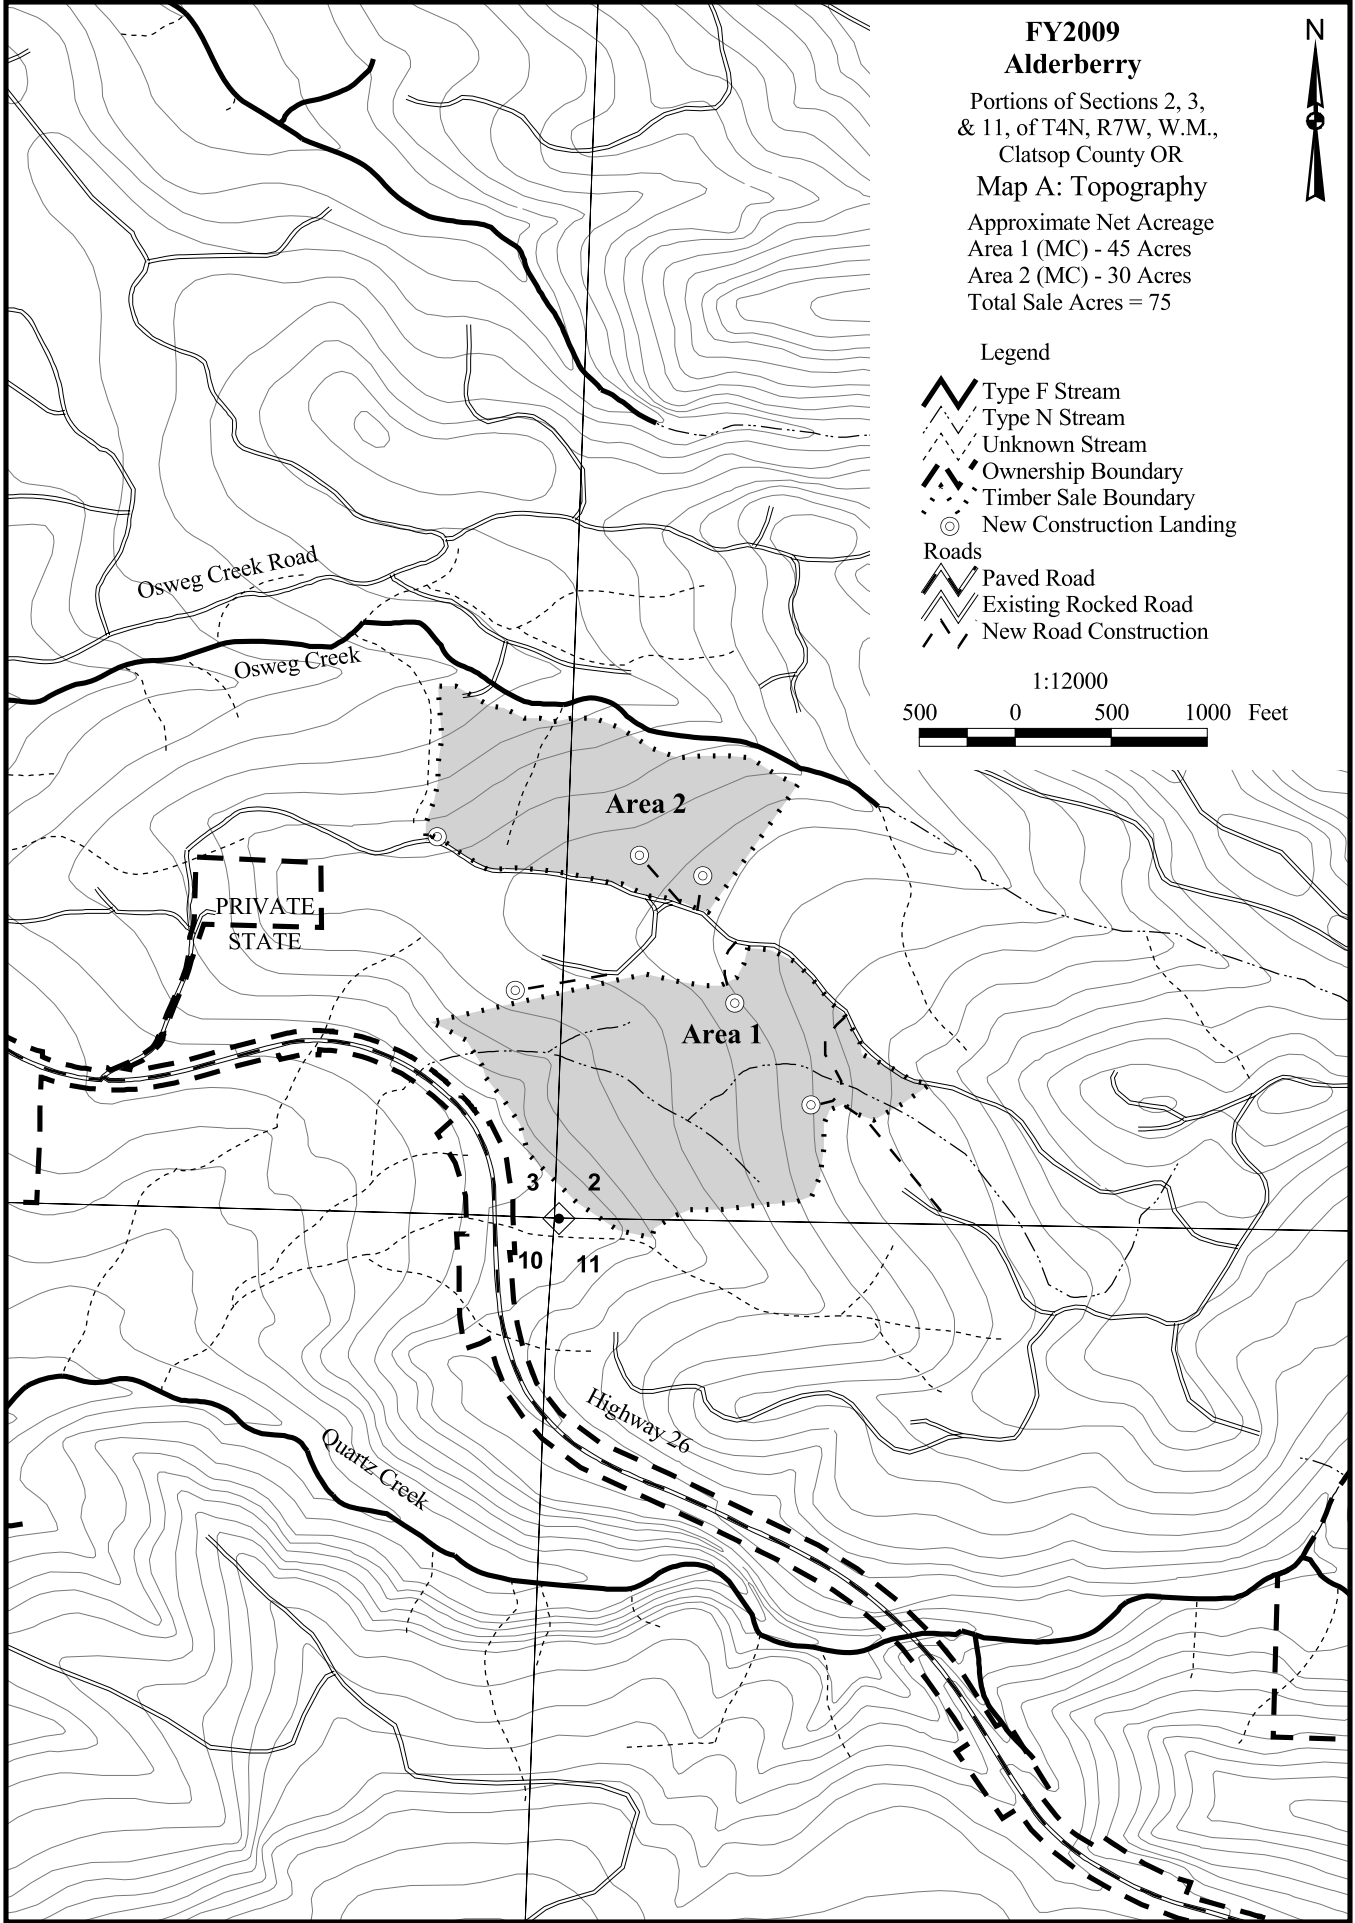 FY2009
Alderberry
N
Portions of Sections 2, 3,
& 11, of T4N, R7W, W.M.,
Clatsop County OR
Map A: Topography
Approximate Net Acreage
Area 1 (MC) - 45 Acres
Area 2 (MC) - 30 Acres
Total Sale Acres = 75
Legend
Type F Stream
Type N Stream
Unknown Stream
Ownership Boundary
Timber Sale Boundary
New Construction Landing
Roads
Paved Road
Existing Rocked Road
New Road Construction
1:12000
500 0 500 1000 Feet
Osweg Creek Road
Osweg Creek
Area 2
PRIVATE
STATE
Area 1
3 2
10 11
Highway 26
Quartz Creek